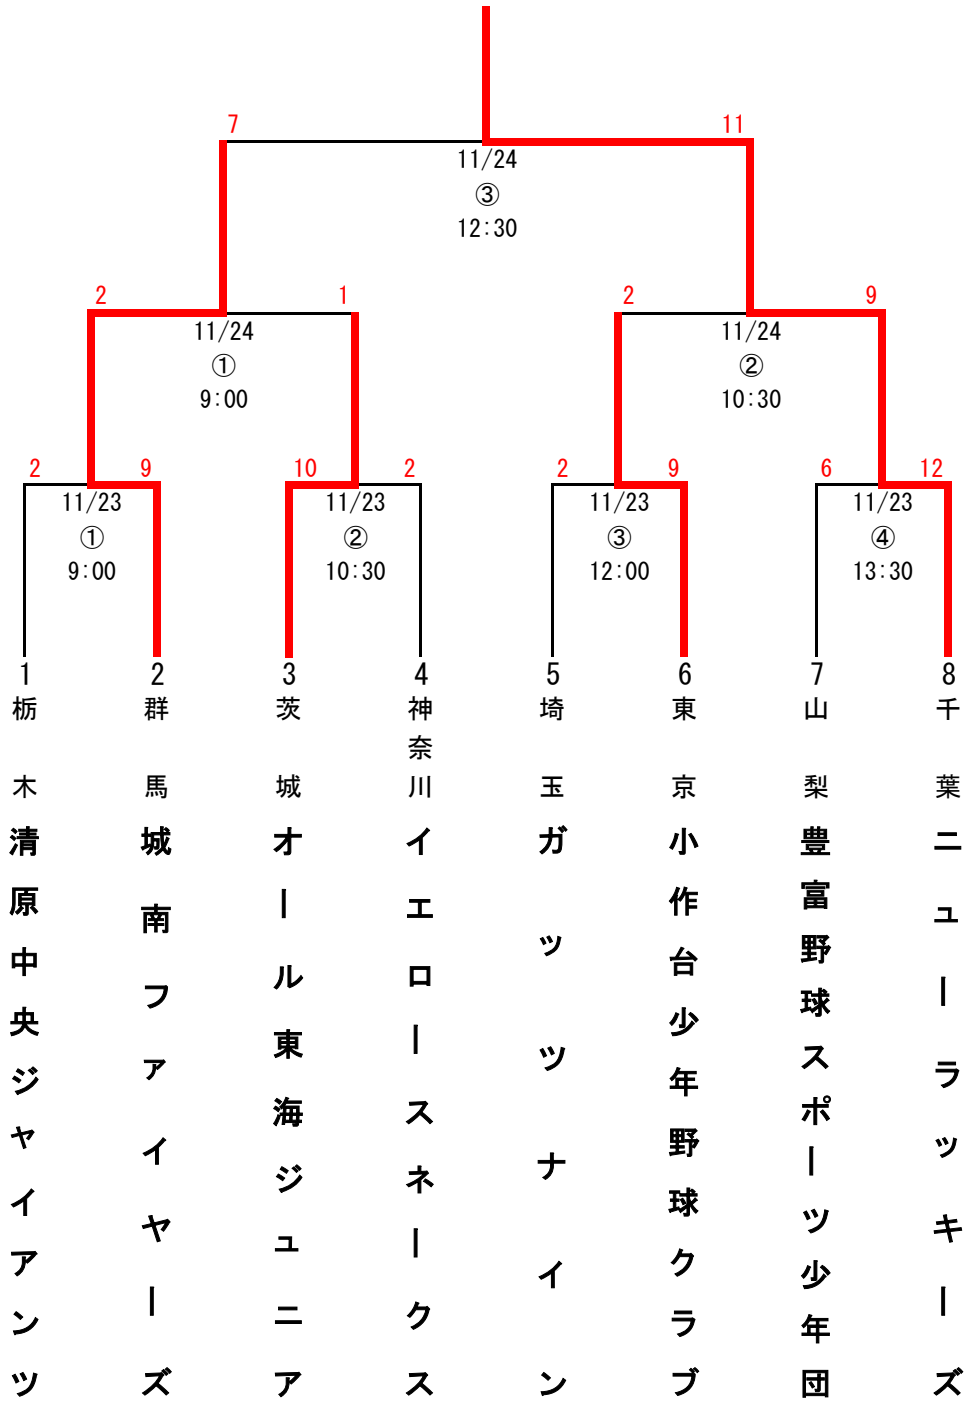 7
11
11/24
③
12:30
2
1
2
9
11/24
①
9:00
11/24
②
10:30
2
9
10
2
2
9
6
12
11/23
①
9:00
11/23
②
10:30
11/23
③
12:00
11/23
④
13:30
1
2
3
4
5
6
7
8
栃木
群馬
茨城
神奈川
埼玉
東京
山梨
千葉
清原中央ジャイアンツ
城南ファイヤーズ
オール東海ジュニア
イエロースネークス
ガッツナイン
小作台少年野球クラブ
豊富野球スポーツ少年団
ニューラッキーズ